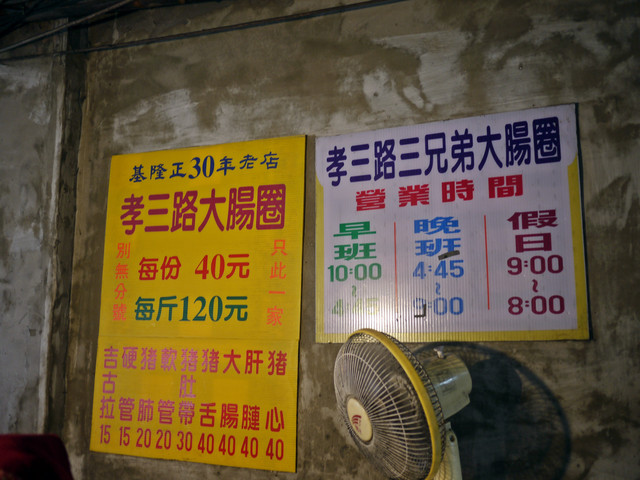 基隆正30年老店
孝三路大腸圈
別無分號
每份 40元
每斤120元
只此一家
吉古拉 15
硬管 15
猪肺 20
軟管 20
猪肚帶 30
猪舌 40
大腸 40
肝腱 40
猪心 40
孝三路三兄弟大腸圈
營業時間
早班
10:00
~
晚班
4:45
~
9:00
假日
9:00
~
8:00